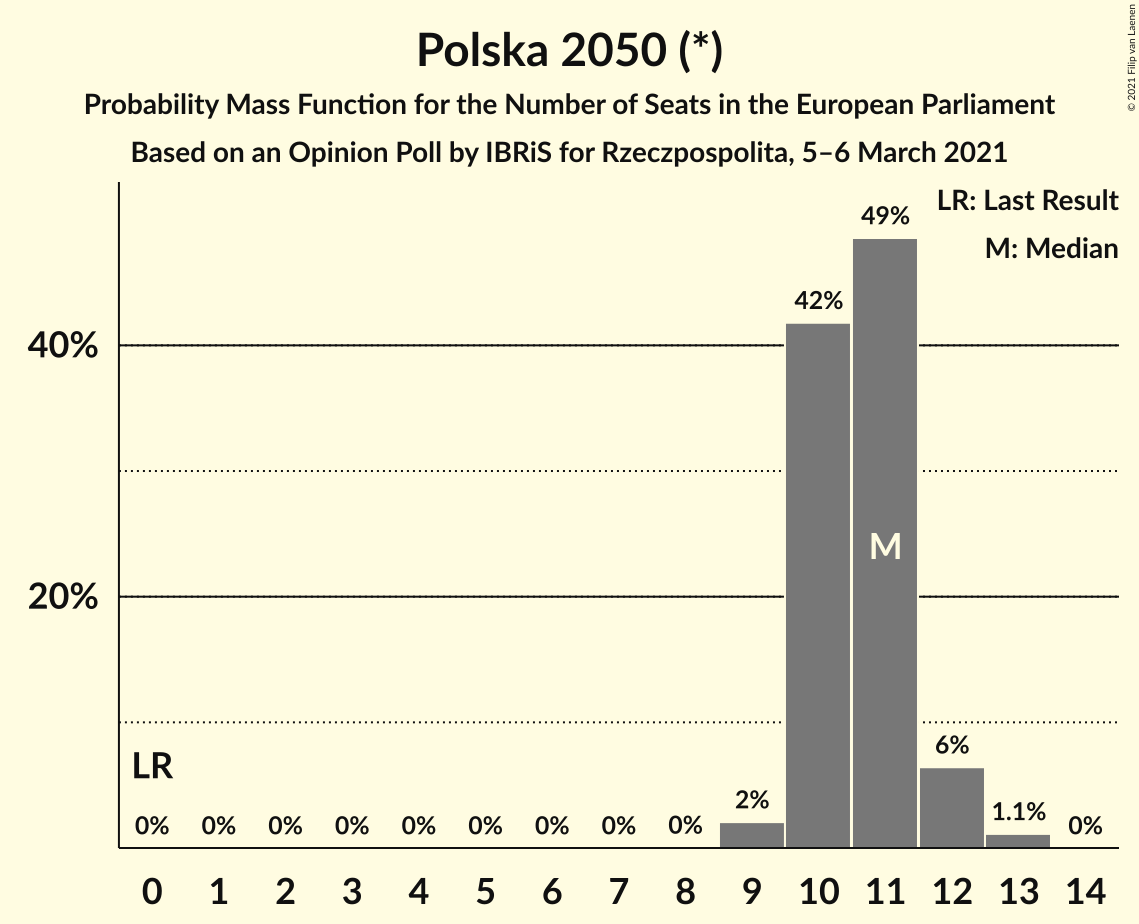 Polska 2050 (*)
Probability Mass Function for the Number of Seats in the European Parliament
Based on an Opinion Poll by IBRiS for Rzeczpospolita, 5–6 March 2021
© 2021 Filip van Laenen
LR: Last Result
M: Median
40%
20%
LR
0% 0% 0% 0% 0% 0% 0% 0% 0% 2% 42% 49% 6% 1.1% 0%
M
0 1 2 3 4 5 6 7 8 9 10 11 12 13 14